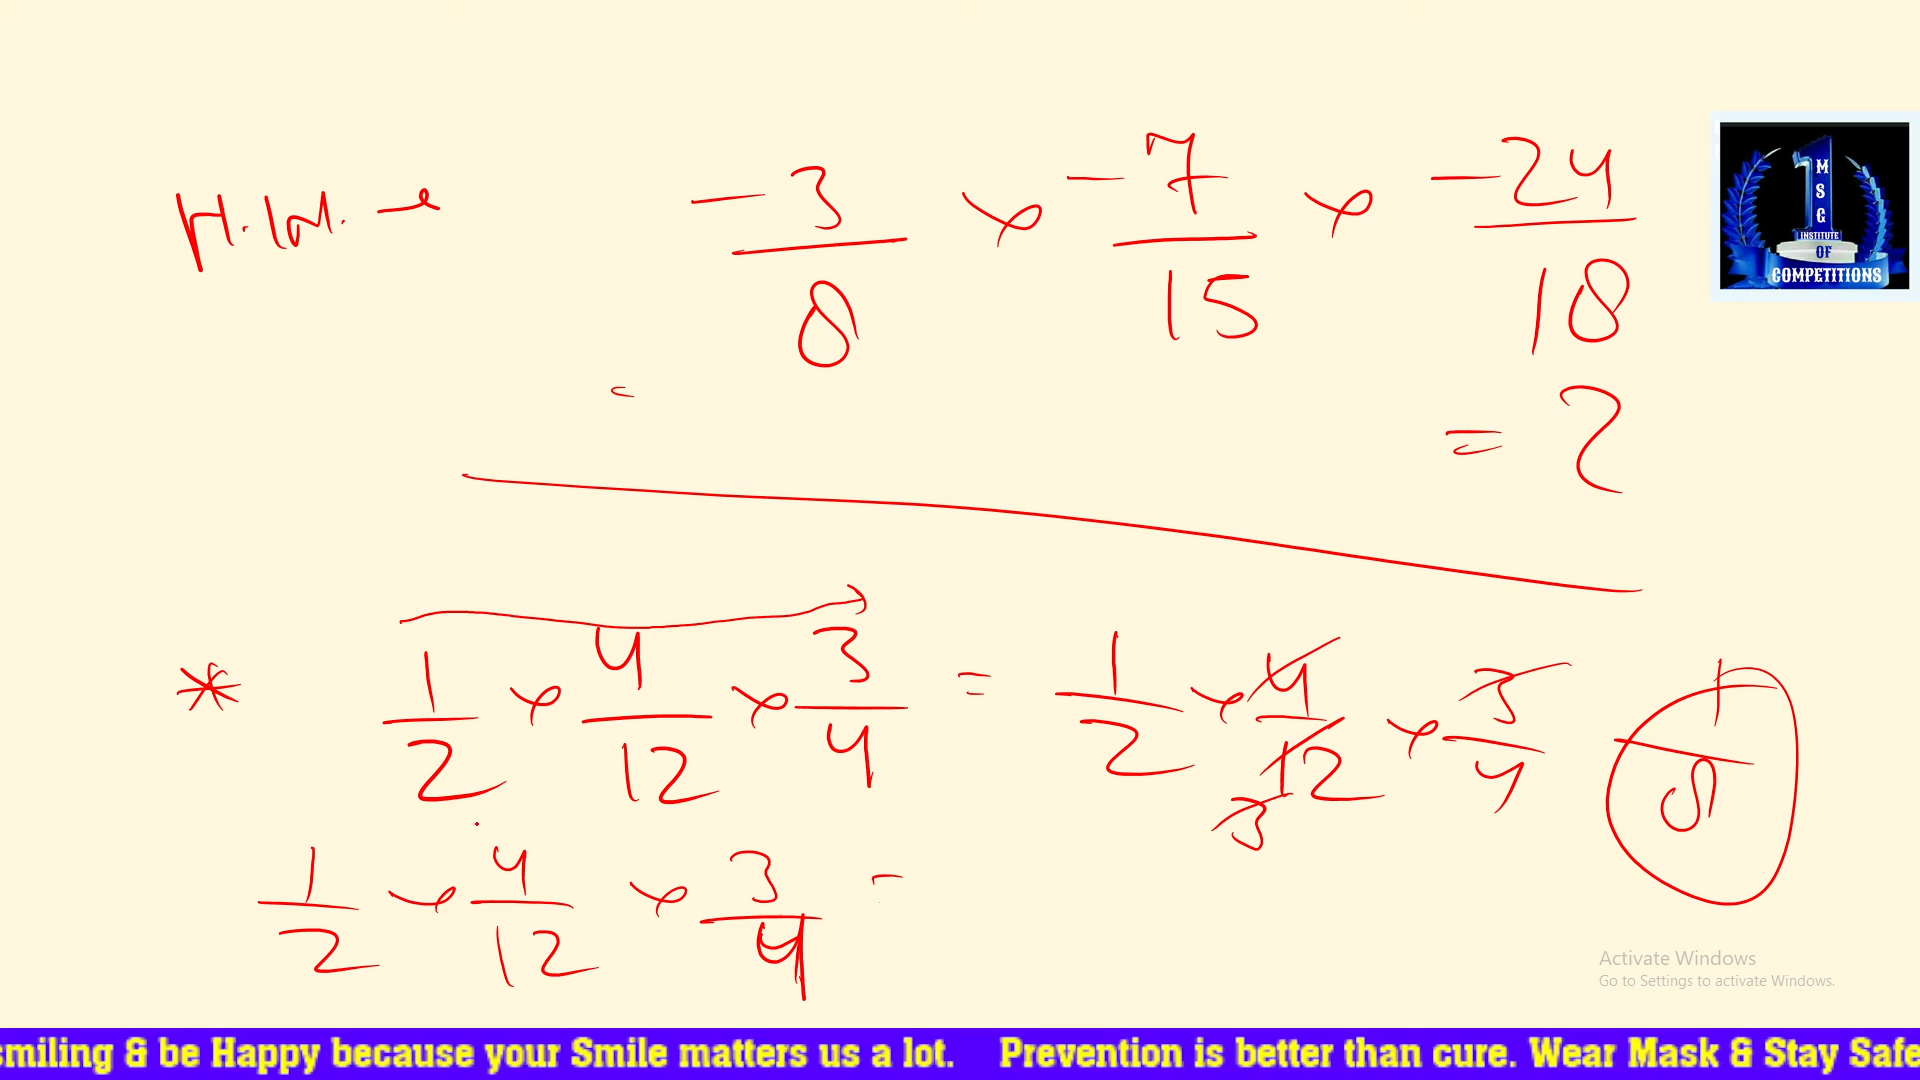 H.W. → -3/8 × -7/15 × -24/18
=
= ?
* 1/2 × 4/12 × 3/4 = 1/2 × 4/12 × 3/4 1/8
3
1/2 × 4/12 × 3/4 =
1
MSG
INSTITUTE
OF
COMPETITIONS
Activate Windows
Go to Settings to activate Windows.
smiling & be Happy because your Smile matters us a lot. Prevention is better than cure. Wear Mask & Stay Safe